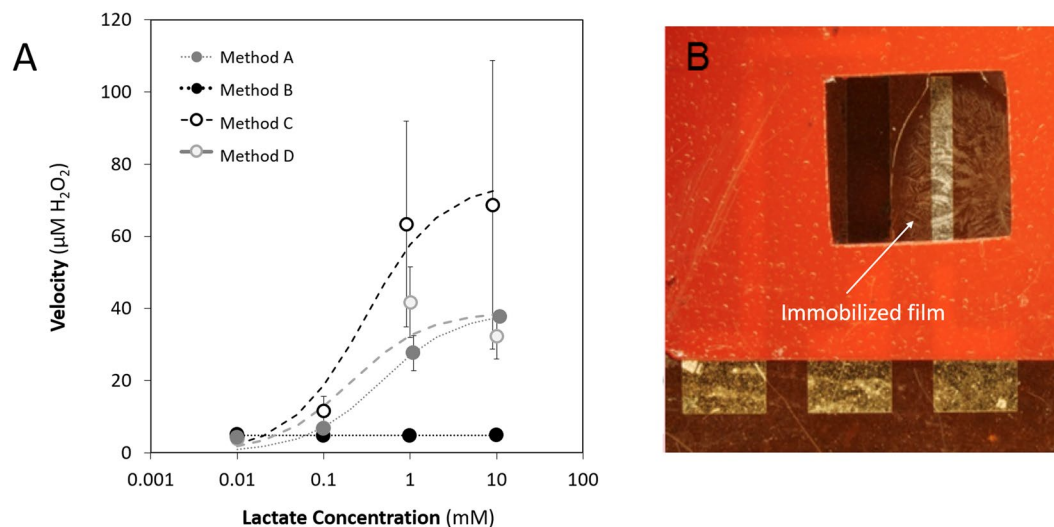 A
120
100
80
60
40
20
0
0.001 0.01 0.1 1 10 100
Velocity (µM H₂O₂)
Lactate Concentration (mM)
Method A
Method B
Method C
Method D
B
Immobilized film